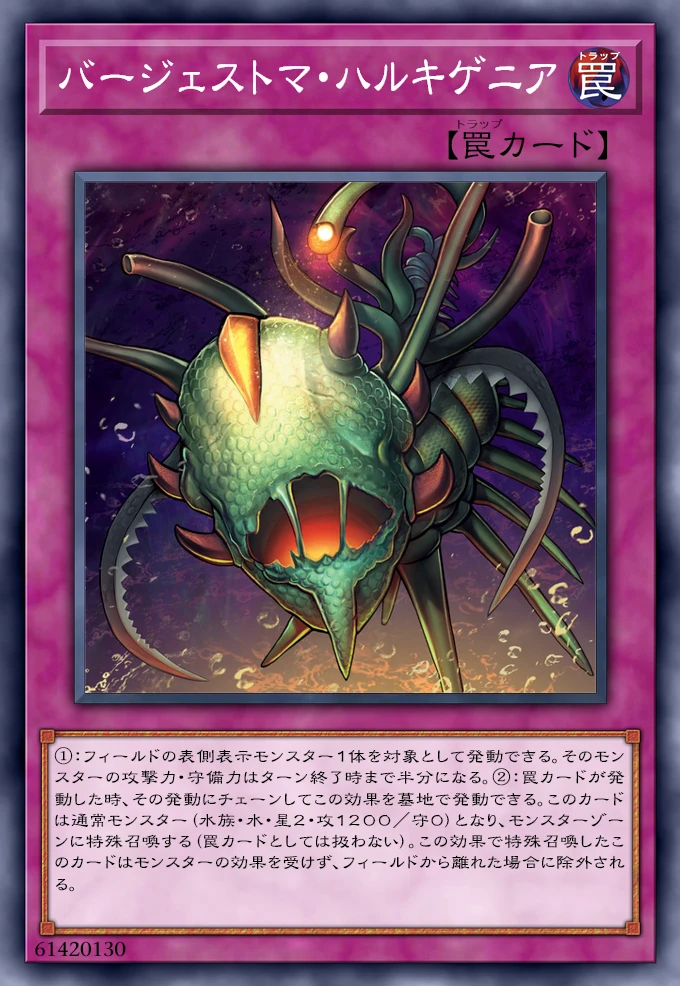 バージェストマ・ハルキゲニア
トラップ
罠
トラップ
【罠カード】
①:フィールドの表側表示モンスター1体を対象として発動できる。そのモン
スターの攻撃力・守備力はターン終了時まで半分になる。②:罠カードが発
動した時、その発動にチェーンしてこの効果を墓地で発動できる。このカード
は通常モンスター(水族・水・星2・攻1200/守0)となり、モンスターゾー
ンに特殊召喚する(罠カードとしては扱わない)。この効果で特殊召喚したこ
のカードはモンスターの効果を受けず、フィールドから離れた場合に除外され
る。
61420130